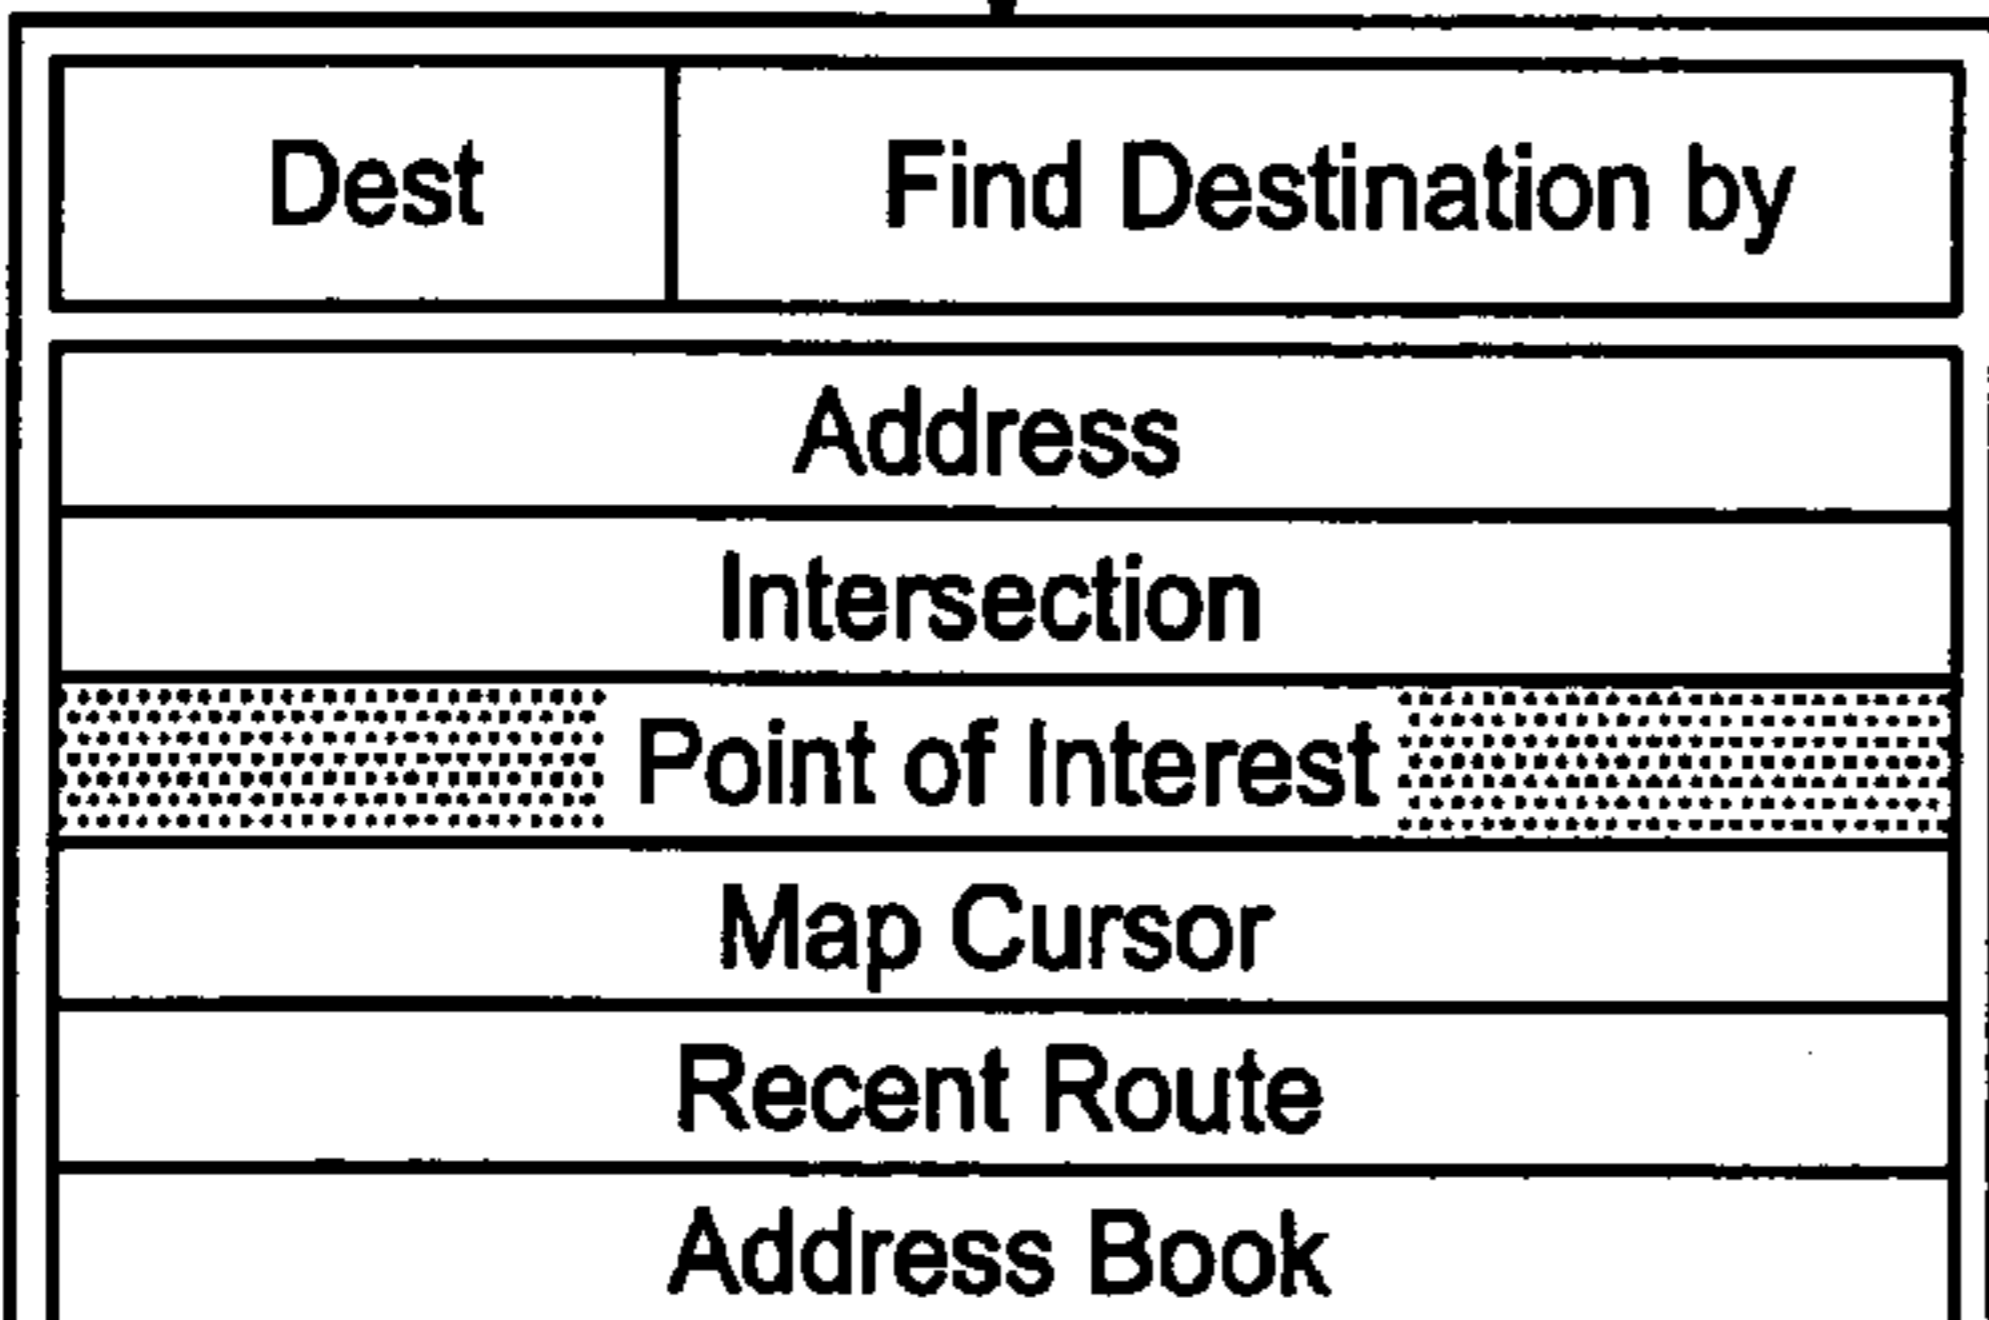 Dest Find Destination by
Address
Intersection
Point of Interest
Map Cursor
Recent Route
Address Book